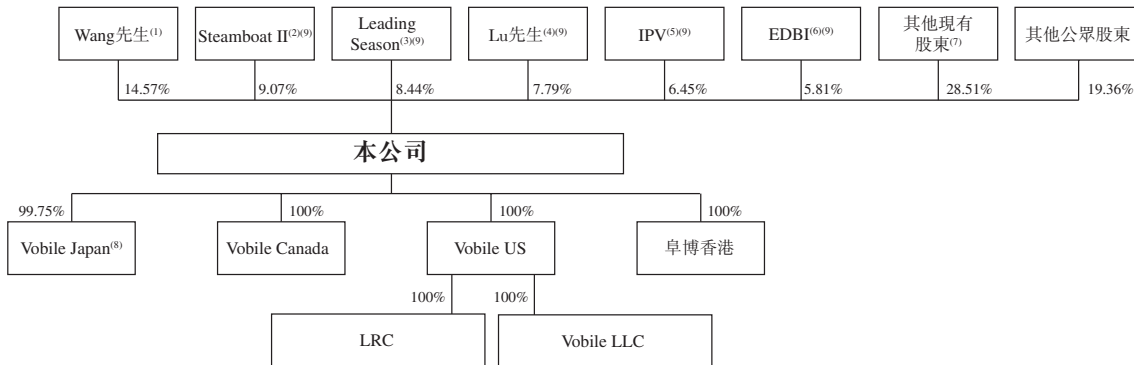 Wang先生(1)
Steamboat II(2)(9)
Leading
Season(3)(9)
Lu先生(4)(9)
IPV(5)(9)
EDBI(6)(9)
其他現有
股東(7)
其他公眾股東
14.57%
9.07%
8.44%
7.79%
6.45%
5.81%
28.51%
19.36%
本公司
99.75%
100%
100%
100%
Vobile Japan(8)
Vobile Canada
Vobile US
阜博香港
100%
100%
LRC
Vobile LLC